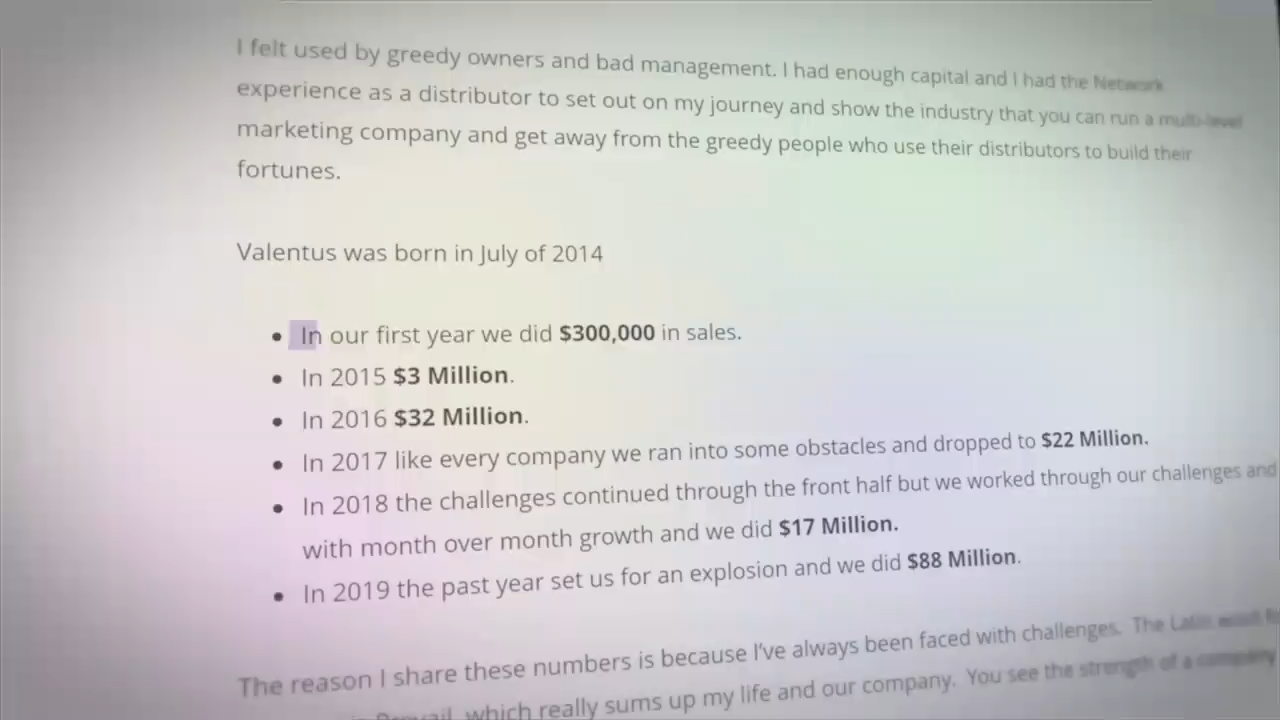 I felt used by greedy owners and bad management. I had enough capital and I had the Network
experience as a distributor to set out on my journey and show the industry that you can run a multi-level
marketing company and get away from the greedy people who use their distributors to build their
fortunes.
Valentus was born in July of 2014
• In our first year we did $300,000 in sales.
• In 2015 $3 Million.
• In 2016 $32 Million.
• In 2017 like every company we ran into some obstacles and dropped to $22 Million.
• In 2018 the challenges continued through the front half but we worked through our challenges and
with month over month growth and we did $17 Million.
• In 2019 the past year set us for an explosion and we did $88 Million.
The reason I share these numbers is because I've always been faced with challenges. The Latin word
Prevail, which really sums up my life and our company. You see the strength of a company